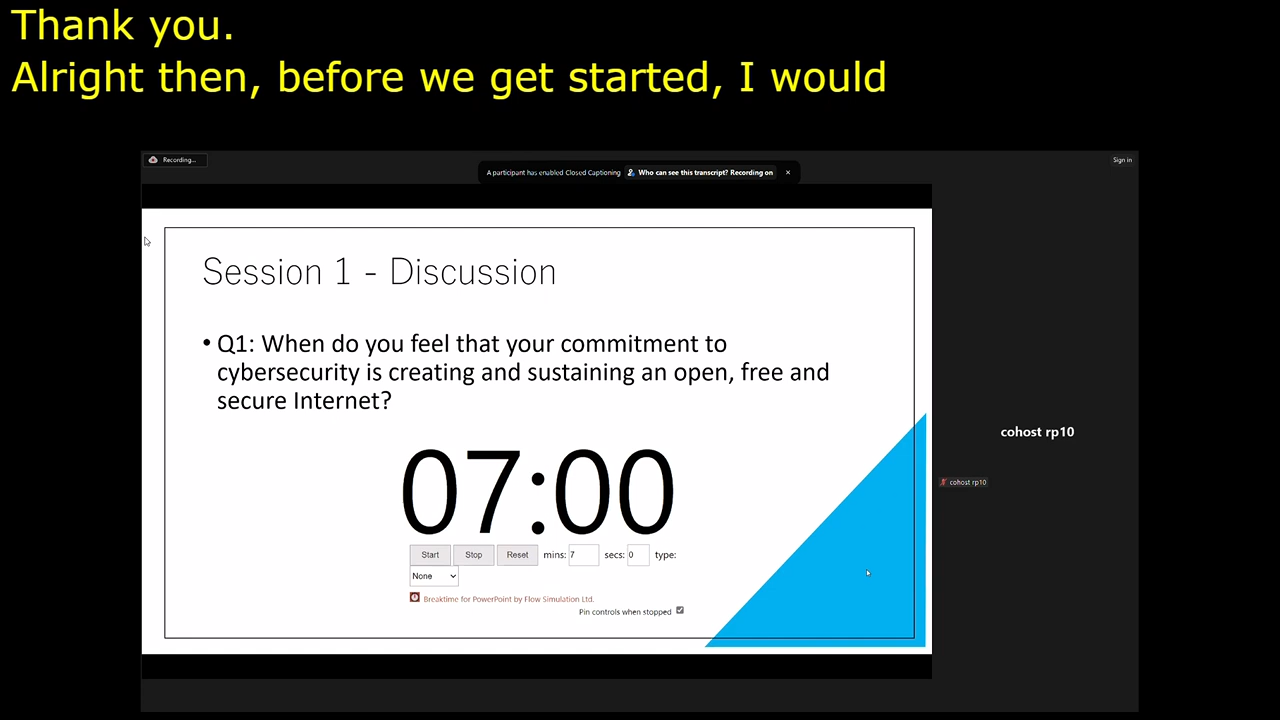 Thank you.
Alright then, before we get started, I would
Recording...
Sign in
A participant has enabled Closed Captioning Who can see this transcript? Recording on ×
Session 1 - Discussion
• Q1: When do you feel that your commitment to
cybersecurity is creating and sustaining an open, free and
secure Internet?
cohost rp10
07:00
cohost rp10
Start Stop Reset mins: 7 secs: 0 type:
None
Breaktime for PowerPoint by Flow Simulation Ltd.
Pin controls when stopped